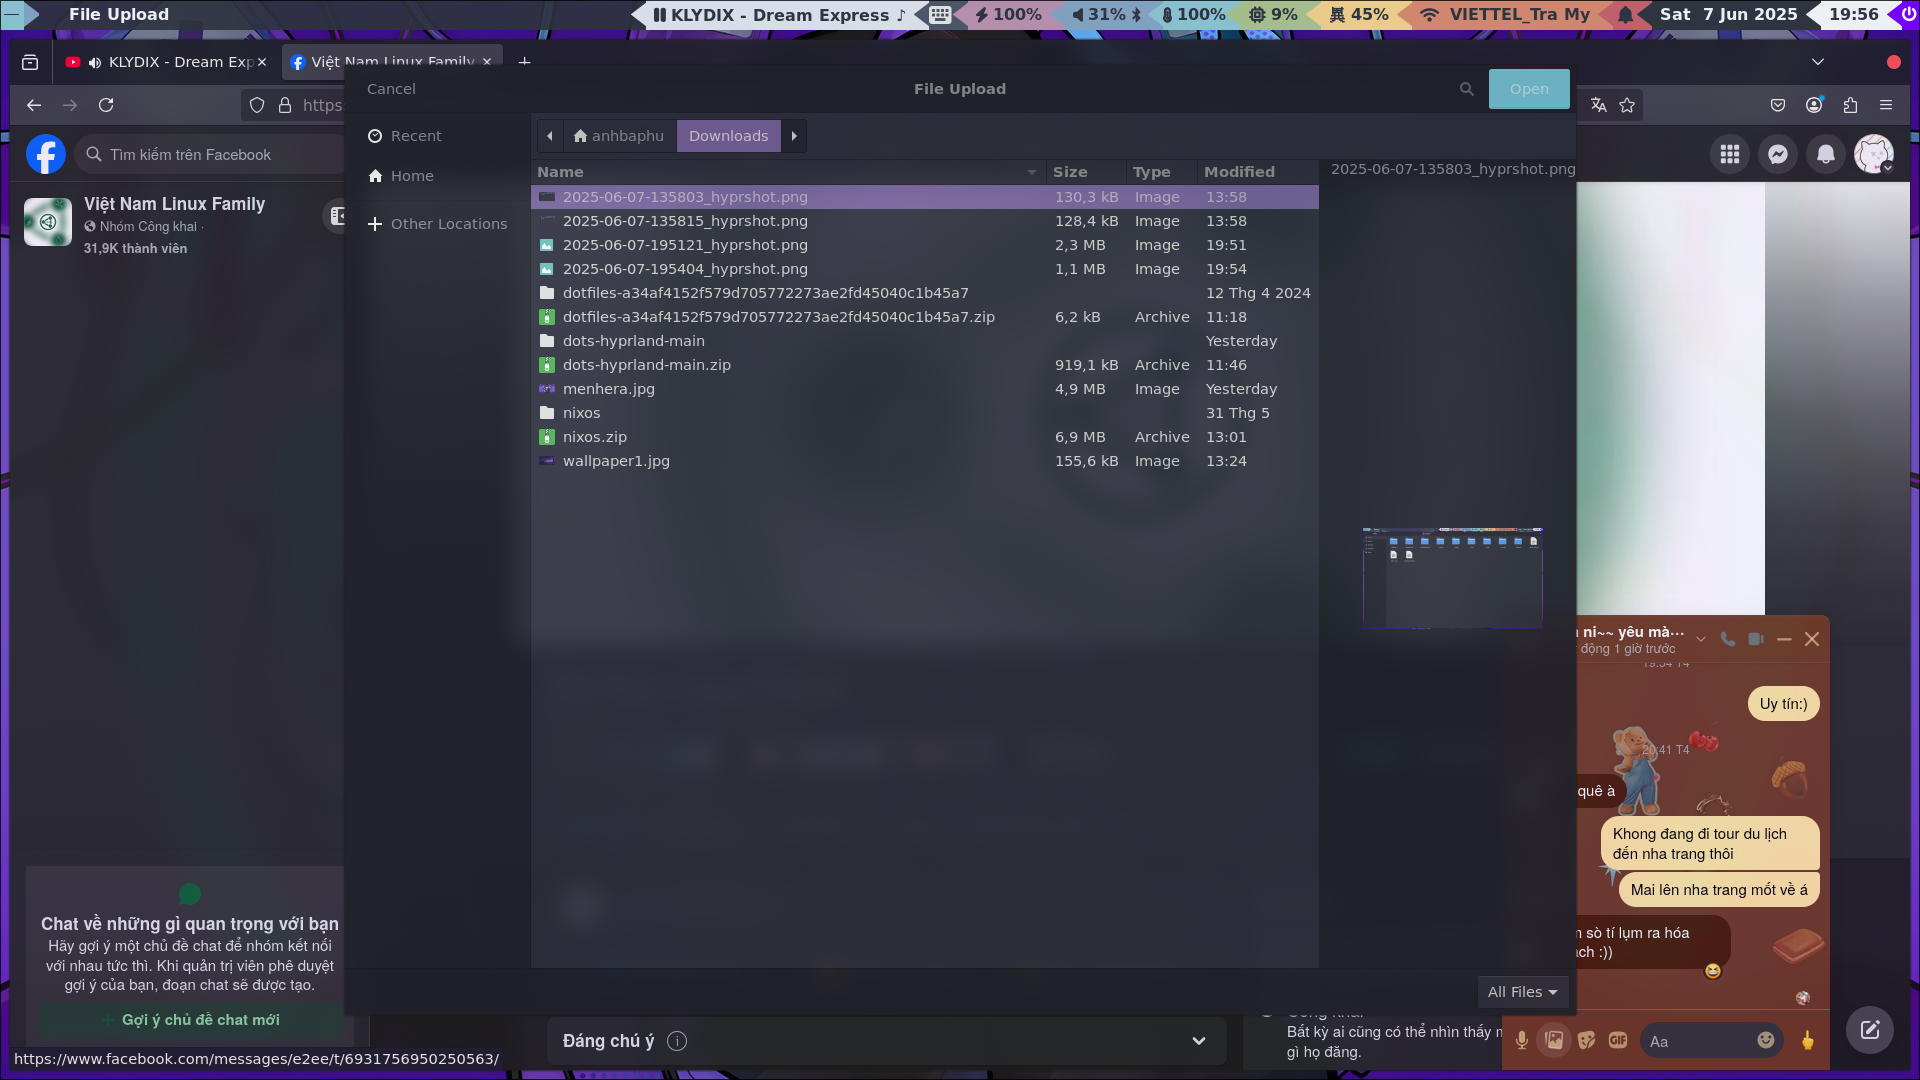 File Upload
KLYDIX - Dream Express ♪
100%
31%
100%
9%
45%
VIETTEL_Tra My
Sat 7 Jun 2025
19:56
KLYDIX - Dream Exp
Việt Nam Linux Family
https
Tìm kiếm trên Facebook
Việt Nam Linux Family
Nhóm Công khai ·
31,9K thành viên
Cancel
File Upload
Open
Recent
Home
Other Locations
anhbaphu
Downloads
Name Size Type Modified
2025-06-07-135803_hyprshot.png 130,3 kB Image 13:58
2025-06-07-135815_hyprshot.png 128,4 kB Image 13:58
2025-06-07-195121_hyprshot.png 2,3 MB Image 19:51
2025-06-07-195404_hyprshot.png 1,1 MB Image 19:54
dotfiles-a34af4152f579d705772273ae2fd45040c1b45a7 12 Thg 4 2024
dotfiles-a34af4152f579d705772273ae2fd45040c1b45a7.zip 6,2 kB Archive 11:18
dots-hyprland-main Yesterday
dots-hyprland-main.zip 919,1 kB Archive 11:46
menhera.jpg 4,9 MB Image Yesterday
nixos 31 Thg 5
nixos.zip 6,9 MB Archive 13:01
wallpaper1.jpg 155,6 kB Image 13:24
2025-06-07-135803_hyprshot.png
All Files
ni~~ yêu mà...
động 1 giờ trước
19:54 T4
Uy tín:)
20:41 T4
quê à
Khong đang đi tour du lịch
đến nha trang thôi
Mai lên nha trang mốt về á
sò tí lụm ra hóa
ách :))
GIF
Aa
Chat về những gì quan trọng với bạn
Hãy gợi ý một chủ đề chat để nhóm kết nối
với nhau tức thì. Khi quản trị viên phê duyệt
gợi ý của bạn, đoạn chat sẽ được tạo.
Gợi ý chủ đề chat mới
https://www.facebook.com/messages/e2ee/t/6931756950250563/
Đáng chú ý
Công khai
Bất kỳ ai cũng có thể nhìn thấy
gì họ đăng.